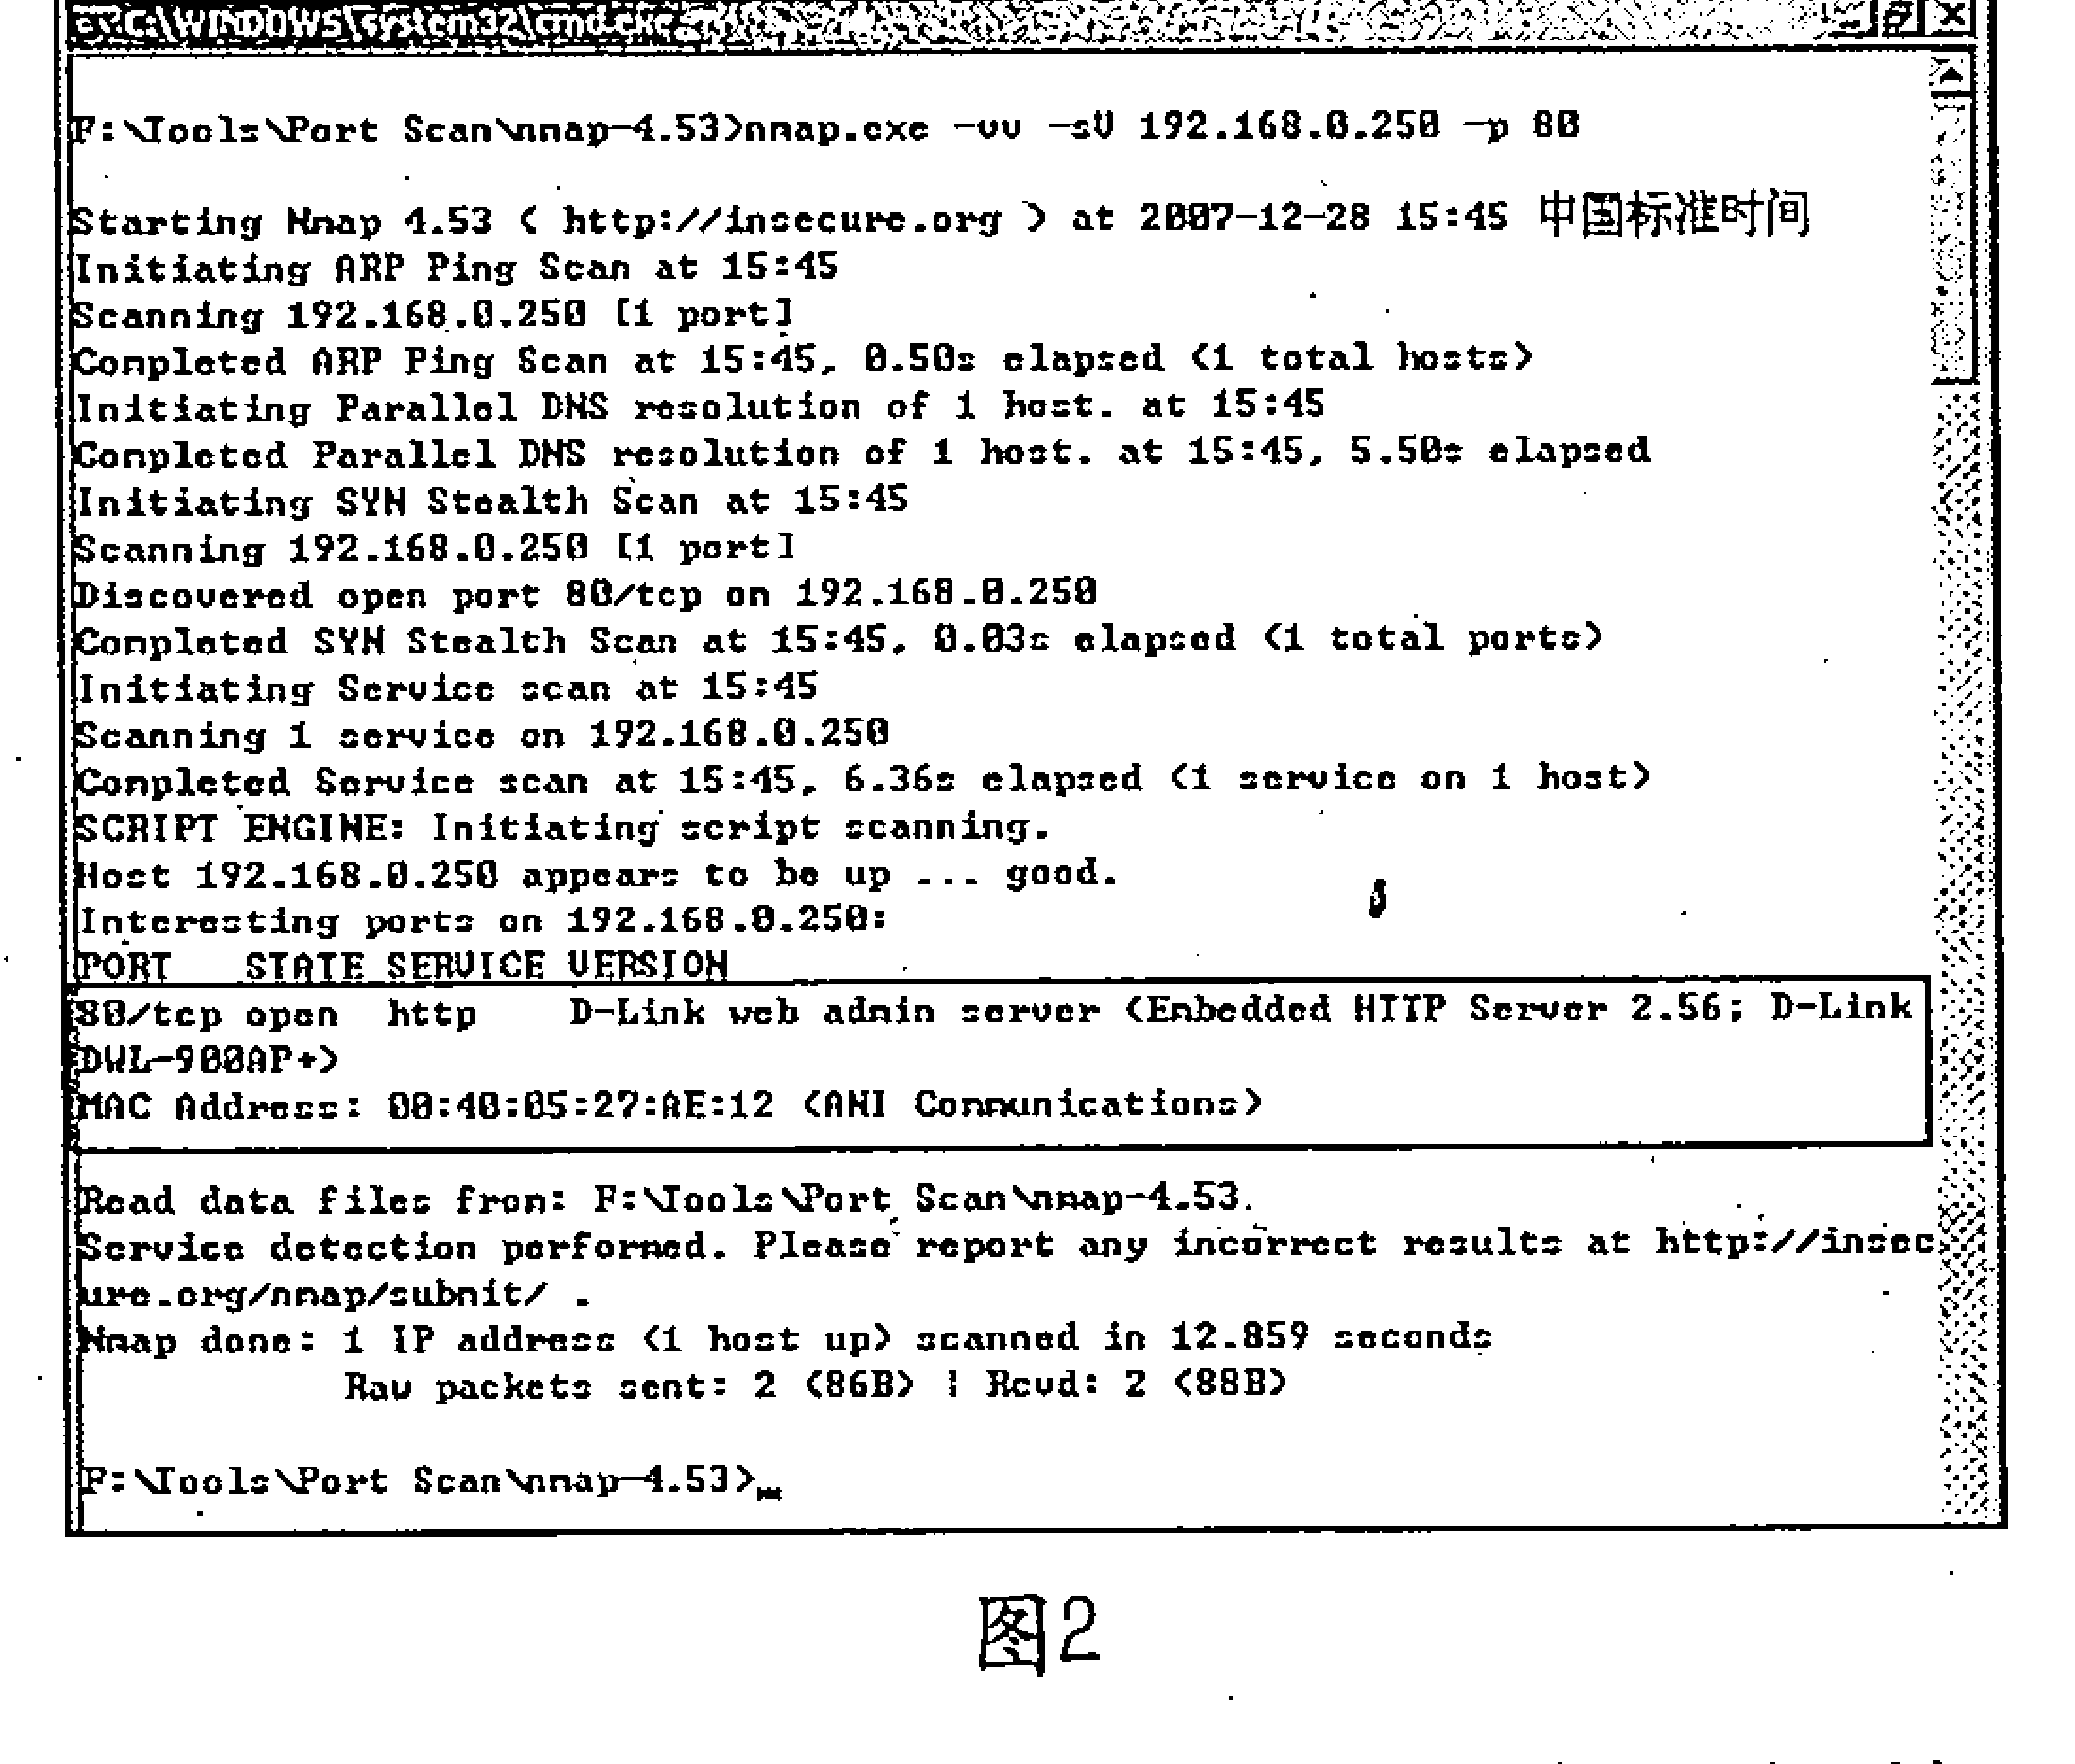 C:\WINDOWS\system32\cmd.exe
F:\Tools\Port Scan\nmap-4.53>nmap.exe -vv -sV 192.168.0.250 -p 80
Starting Nmap 4.53 ( http://insecure.org ) at 2007-12-28 15:45 中国标准时间
Initiating ARP Ping Scan at 15:45
Scanning 192.168.0.250 [1 port]
Completed ARP Ping Scan at 15:45, 0.50s elapsed (1 total hosts)
Initiating Parallel DNS resolution of 1 host. at 15:45
Completed Parallel DNS resolution of 1 host. at 15:45, 5.50s elapsed
Initiating SYN Stealth Scan at 15:45
Scanning 192.168.0.250 [1 port]
Discovered open port 80/tcp on 192.168.0.250
Completed SYN Stealth Scan at 15:45, 0.03s elapsed (1 total ports)
Initiating Service scan at 15:45
Scanning 1 service on 192.168.0.250
Completed Service scan at 15:45, 6.36s elapsed (1 service on 1 host)
SCRIPT ENGINE: Initiating script scanning.
Host 192.168.0.250 appears to be up ... good.
Interesting ports on 192.168.0.250:
PORT   STATE SERVICE VERSION
80/tcp open  http    D-Link web admin server (Embedded HTTP Server 2.56; D-Link
DWL-900AP+)
MAC Address: 00:40:05:27:AE:12 (ANI Communications)
Read data files from: F:\Tools\Port Scan\nmap-4.53.
Service detection performed. Please report any incorrect results at http://insec
ure.org/nmap/submit/ .
Nmap done: 1 IP address (1 host up) scanned in 12.859 seconds
Raw packets sent: 2 (86B) | Rcvd: 2 (88B)
F:\Tools\Port Scan\nmap-4.53>_
图2